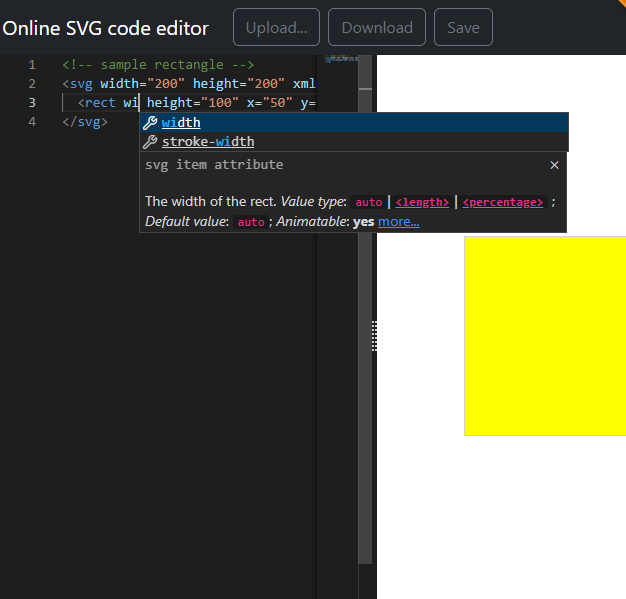 Online SVG code editor Upload... Download Save
1 <!-- sample rectangle -->
2 <svg width="200" height="200" xml
3 <rect wi height="100" x="50" y=
4 </svg>
width
stroke-width
svg item attribute ×
The width of the rect. Value type: auto | <length> | <percentage> ;
Default value: auto ; Animatable: yes more...